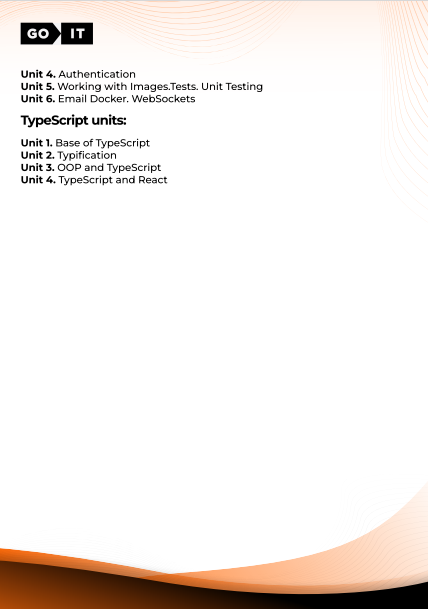 GO IT
Unit 4. Authentication
Unit 5. Working with Images.Tests. Unit Testing
Unit 6. Email Docker. WebSockets
TypeScript units:
Unit 1. Base of TypeScript
Unit 2. Typification
Unit 3. OOP and TypeScript
Unit 4. TypeScript and React